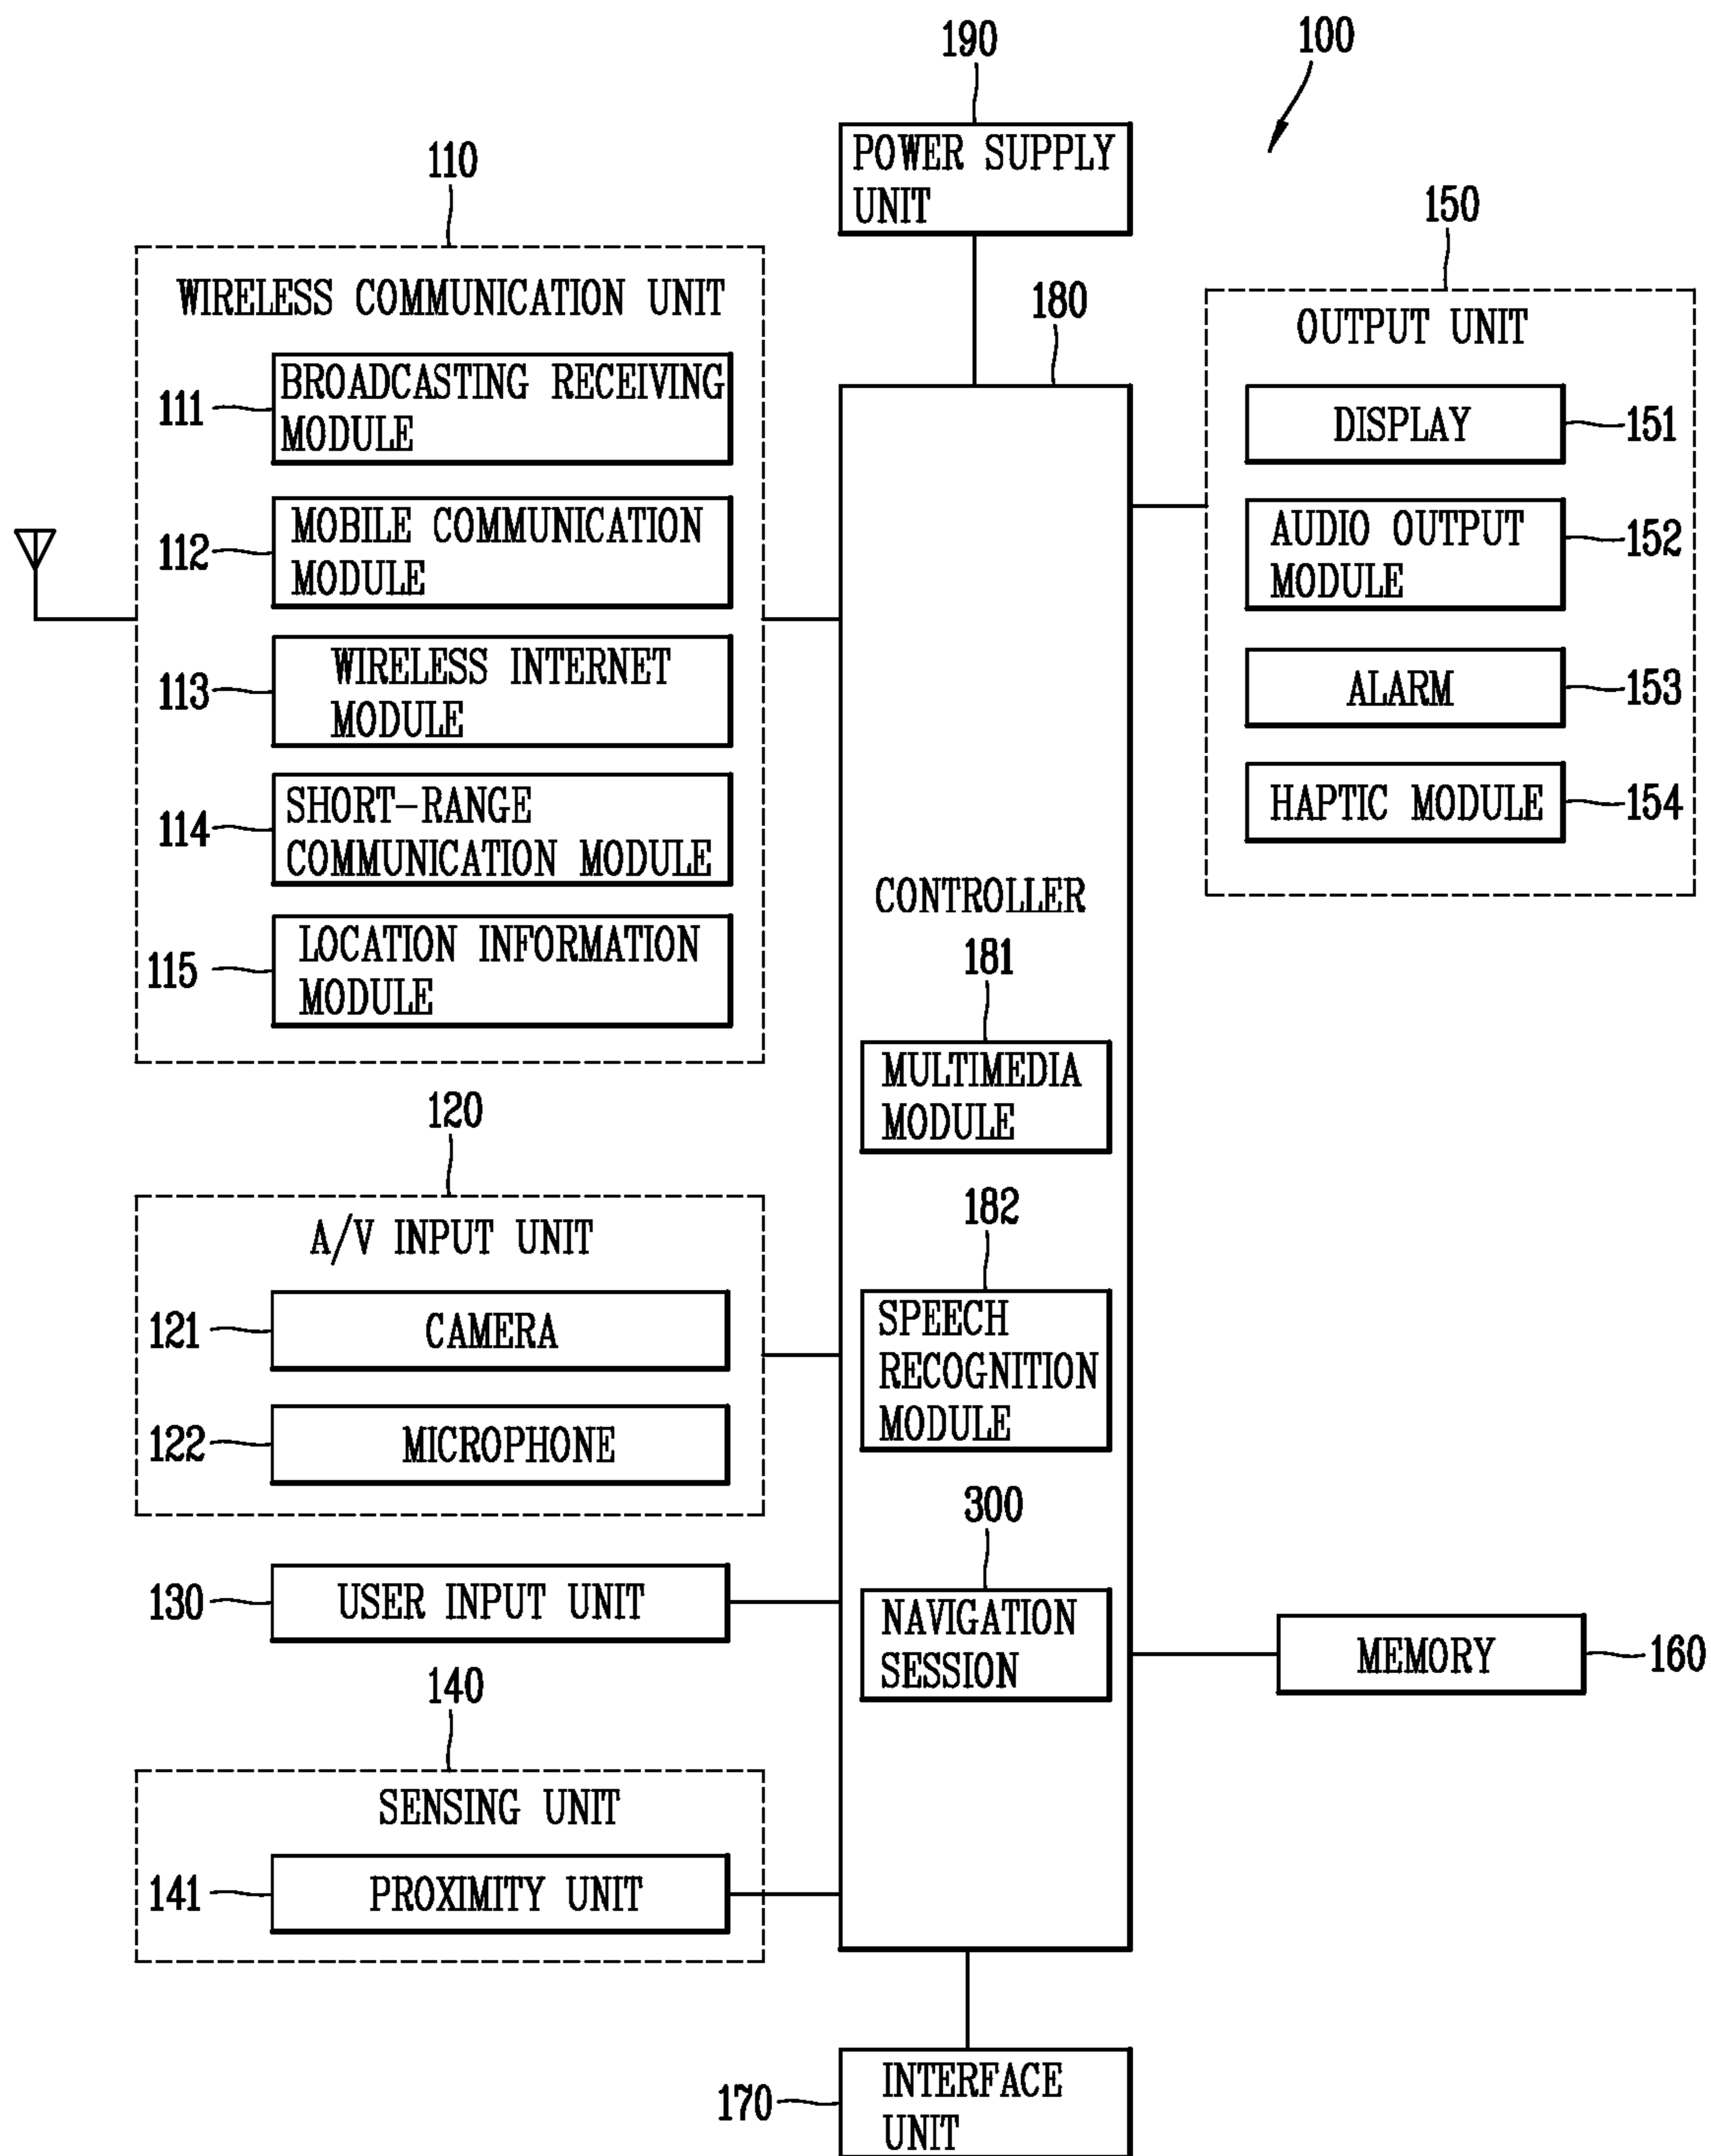 190
100
POWER SUPPLY
UNIT
110
WIRELESS COMMUNICATION UNIT
111
BROADCASTING RECEIVING
MODULE
112
MOBILE COMMUNICATION
MODULE
113
WIRELESS INTERNET
MODULE
114
SHORT-RANGE
COMMUNICATION MODULE
115
LOCATION INFORMATION
MODULE
120
A/V INPUT UNIT
121
CAMERA
122
MICROPHONE
130
USER INPUT UNIT
140
SENSING UNIT
141
PROXIMITY UNIT
180
CONTROLLER
181
MULTIMEDIA
MODULE
182
SPEECH
RECOGNITION
MODULE
300
NAVIGATION
SESSION
150
OUTPUT UNIT
DISPLAY
151
AUDIO OUTPUT
MODULE
152
ALARM
153
HAPTIC MODULE
154
MEMORY
160
170
INTERFACE
UNIT